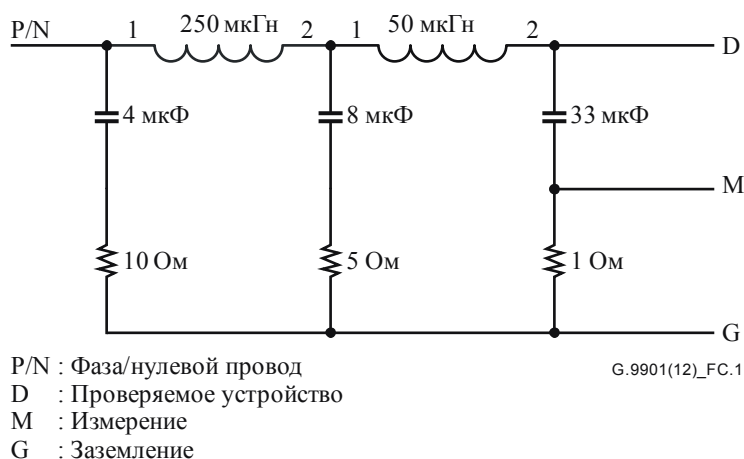 P/N 1 250 мкГн 2 1 50 мкГн 2 D
4 мкФ 8 мкФ 33 мкФ
M
10 Ом 5 Ом 1 Ом
G
P/N : Фаза/нулевой провод G.9901(12)_FC.1
D : Проверяемое устройство
M : Измерение
G : Заземление